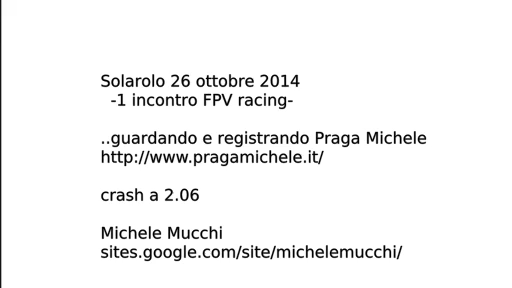 Solarolo 26 ottobre 2014
-1 incontro FPV racing-
..guardando e registrando Praga Michele
http://www.pragamichele.it/
crash a 2.06
Michele Mucchi
sites.google.com/site/michelemucchi/